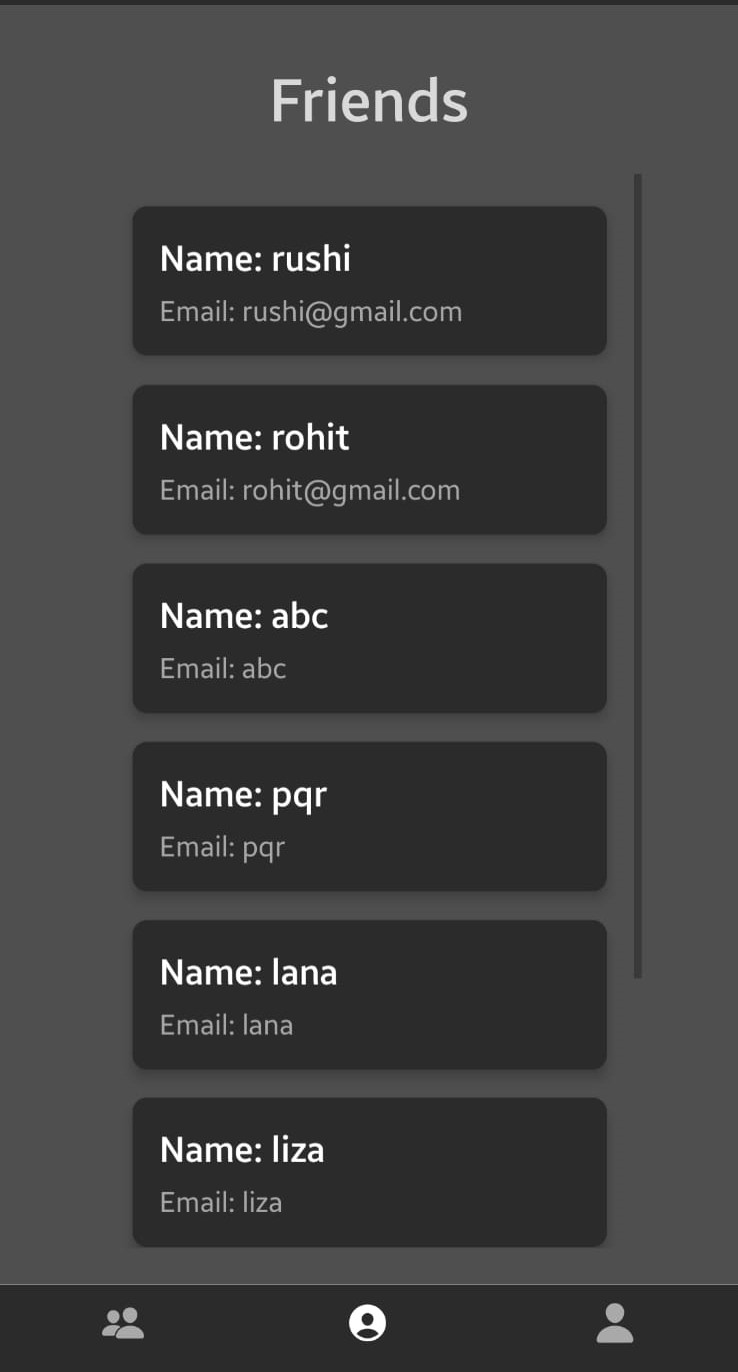 Friends
Name: rushi
Email: rushi@gmail.com
Name: rohit
Email: rohit@gmail.com
Name: abc
Email: abc
Name: pqr
Email: pqr
Name: lana
Email: lana
Name: liza
Email: liza